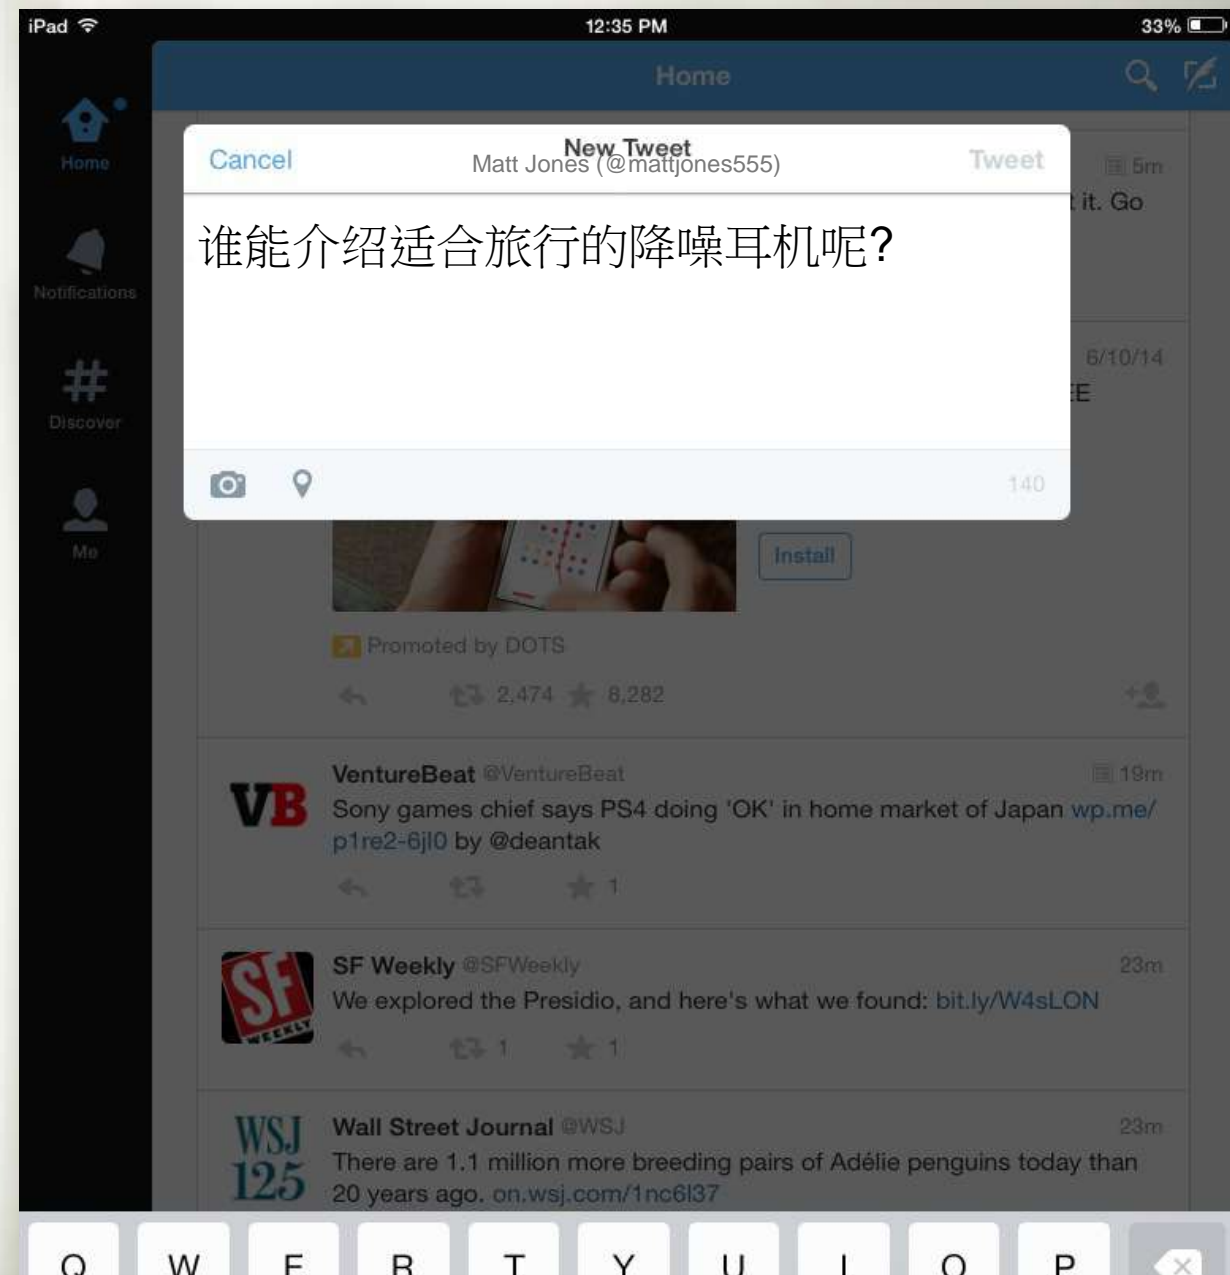 iPad
12:35 PM
33%
Home
Home
Cancel
New Tweet
Matt Jones (@mattjones555)
Tweet
5m
it. Go
谁能介绍适合旅行的降噪耳机呢?
Notifications
6/10/14
Discover
140
Me
Install
Promoted by DOTS
2,474 8,282
VentureBeat @VentureBeat 19m
Sony games chief says PS4 doing 'OK' in home market of Japan wp.me/
p1re2-6jl0 by @deantak
1
SF Weekly @SFWeekly 23m
SF
WEEKLY
We explored the Presidio, and here's what we found: bit.ly/W4sLON
1 1
WSJ
125
Wall Street Journal @WSJ 23m
There are 1.1 million more breeding pairs of Adélie penguins today than
20 years ago. on.wsj.com/1nc6l37
Q W E R T Y U I O P